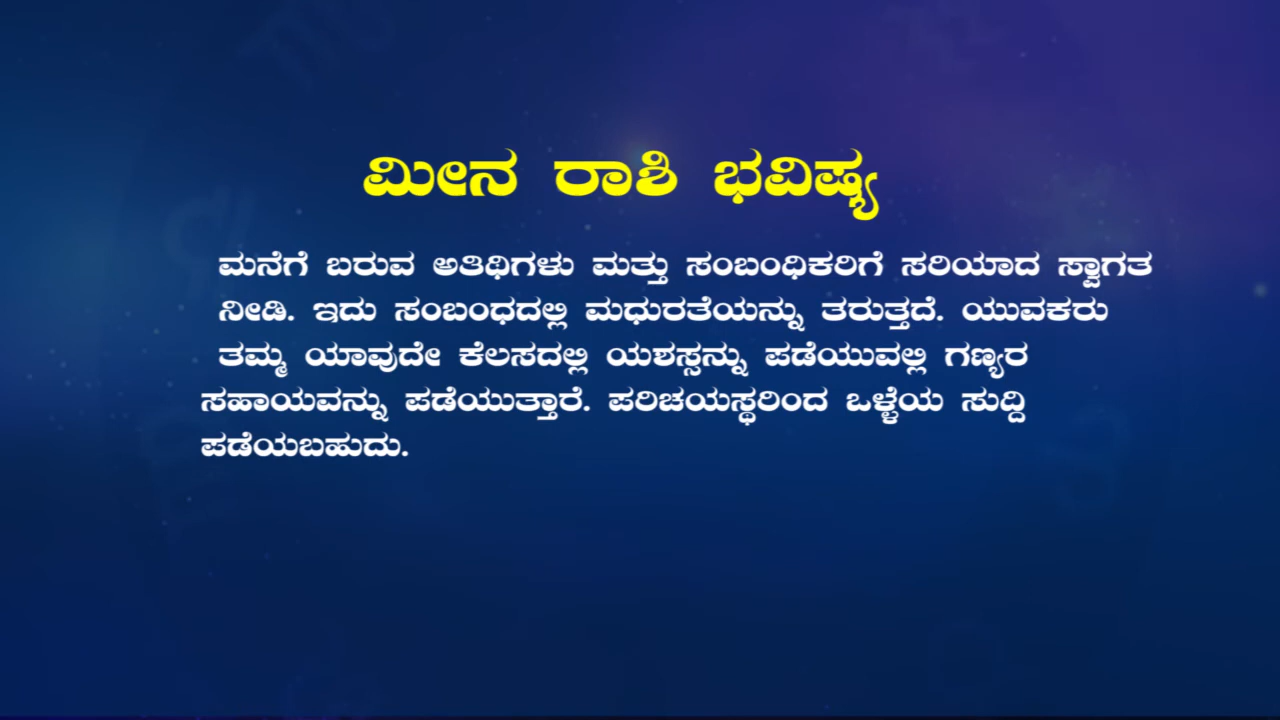 ಮೀನ ರಾಶಿ ಭವಿಷ್ಯ
ಮನೆಗೆ ಬರುವ ಅತಿಥಿಗಳು ಮತ್ತು ಸಂಬಂಧಿಕರಿಗೆ ಸರಿಯಾದ ಸ್ವಾಗತ
ನೀಡಿ. ಇದು ಸಂಬಂಧದಲ್ಲಿ ಮಧುರತೆಯನ್ನು ತರುತ್ತದೆ. ಯುವಕರು
ತಮ್ಮ ಯಾವುದೇ ಕೆಲಸದಲ್ಲಿ ಯಶಸ್ಸನ್ನು ಪಡೆಯುವಲ್ಲಿ ಗಣ್ಯರ
ಸಹಾಯವನ್ನು ಪಡೆಯುತ್ತಾರೆ. ಪರಿಚಯಸ್ಥರಿಂದ ಒಳ್ಳೆಯ ಸುದ್ದಿ
ಪಡೆಯಬಹುದು.